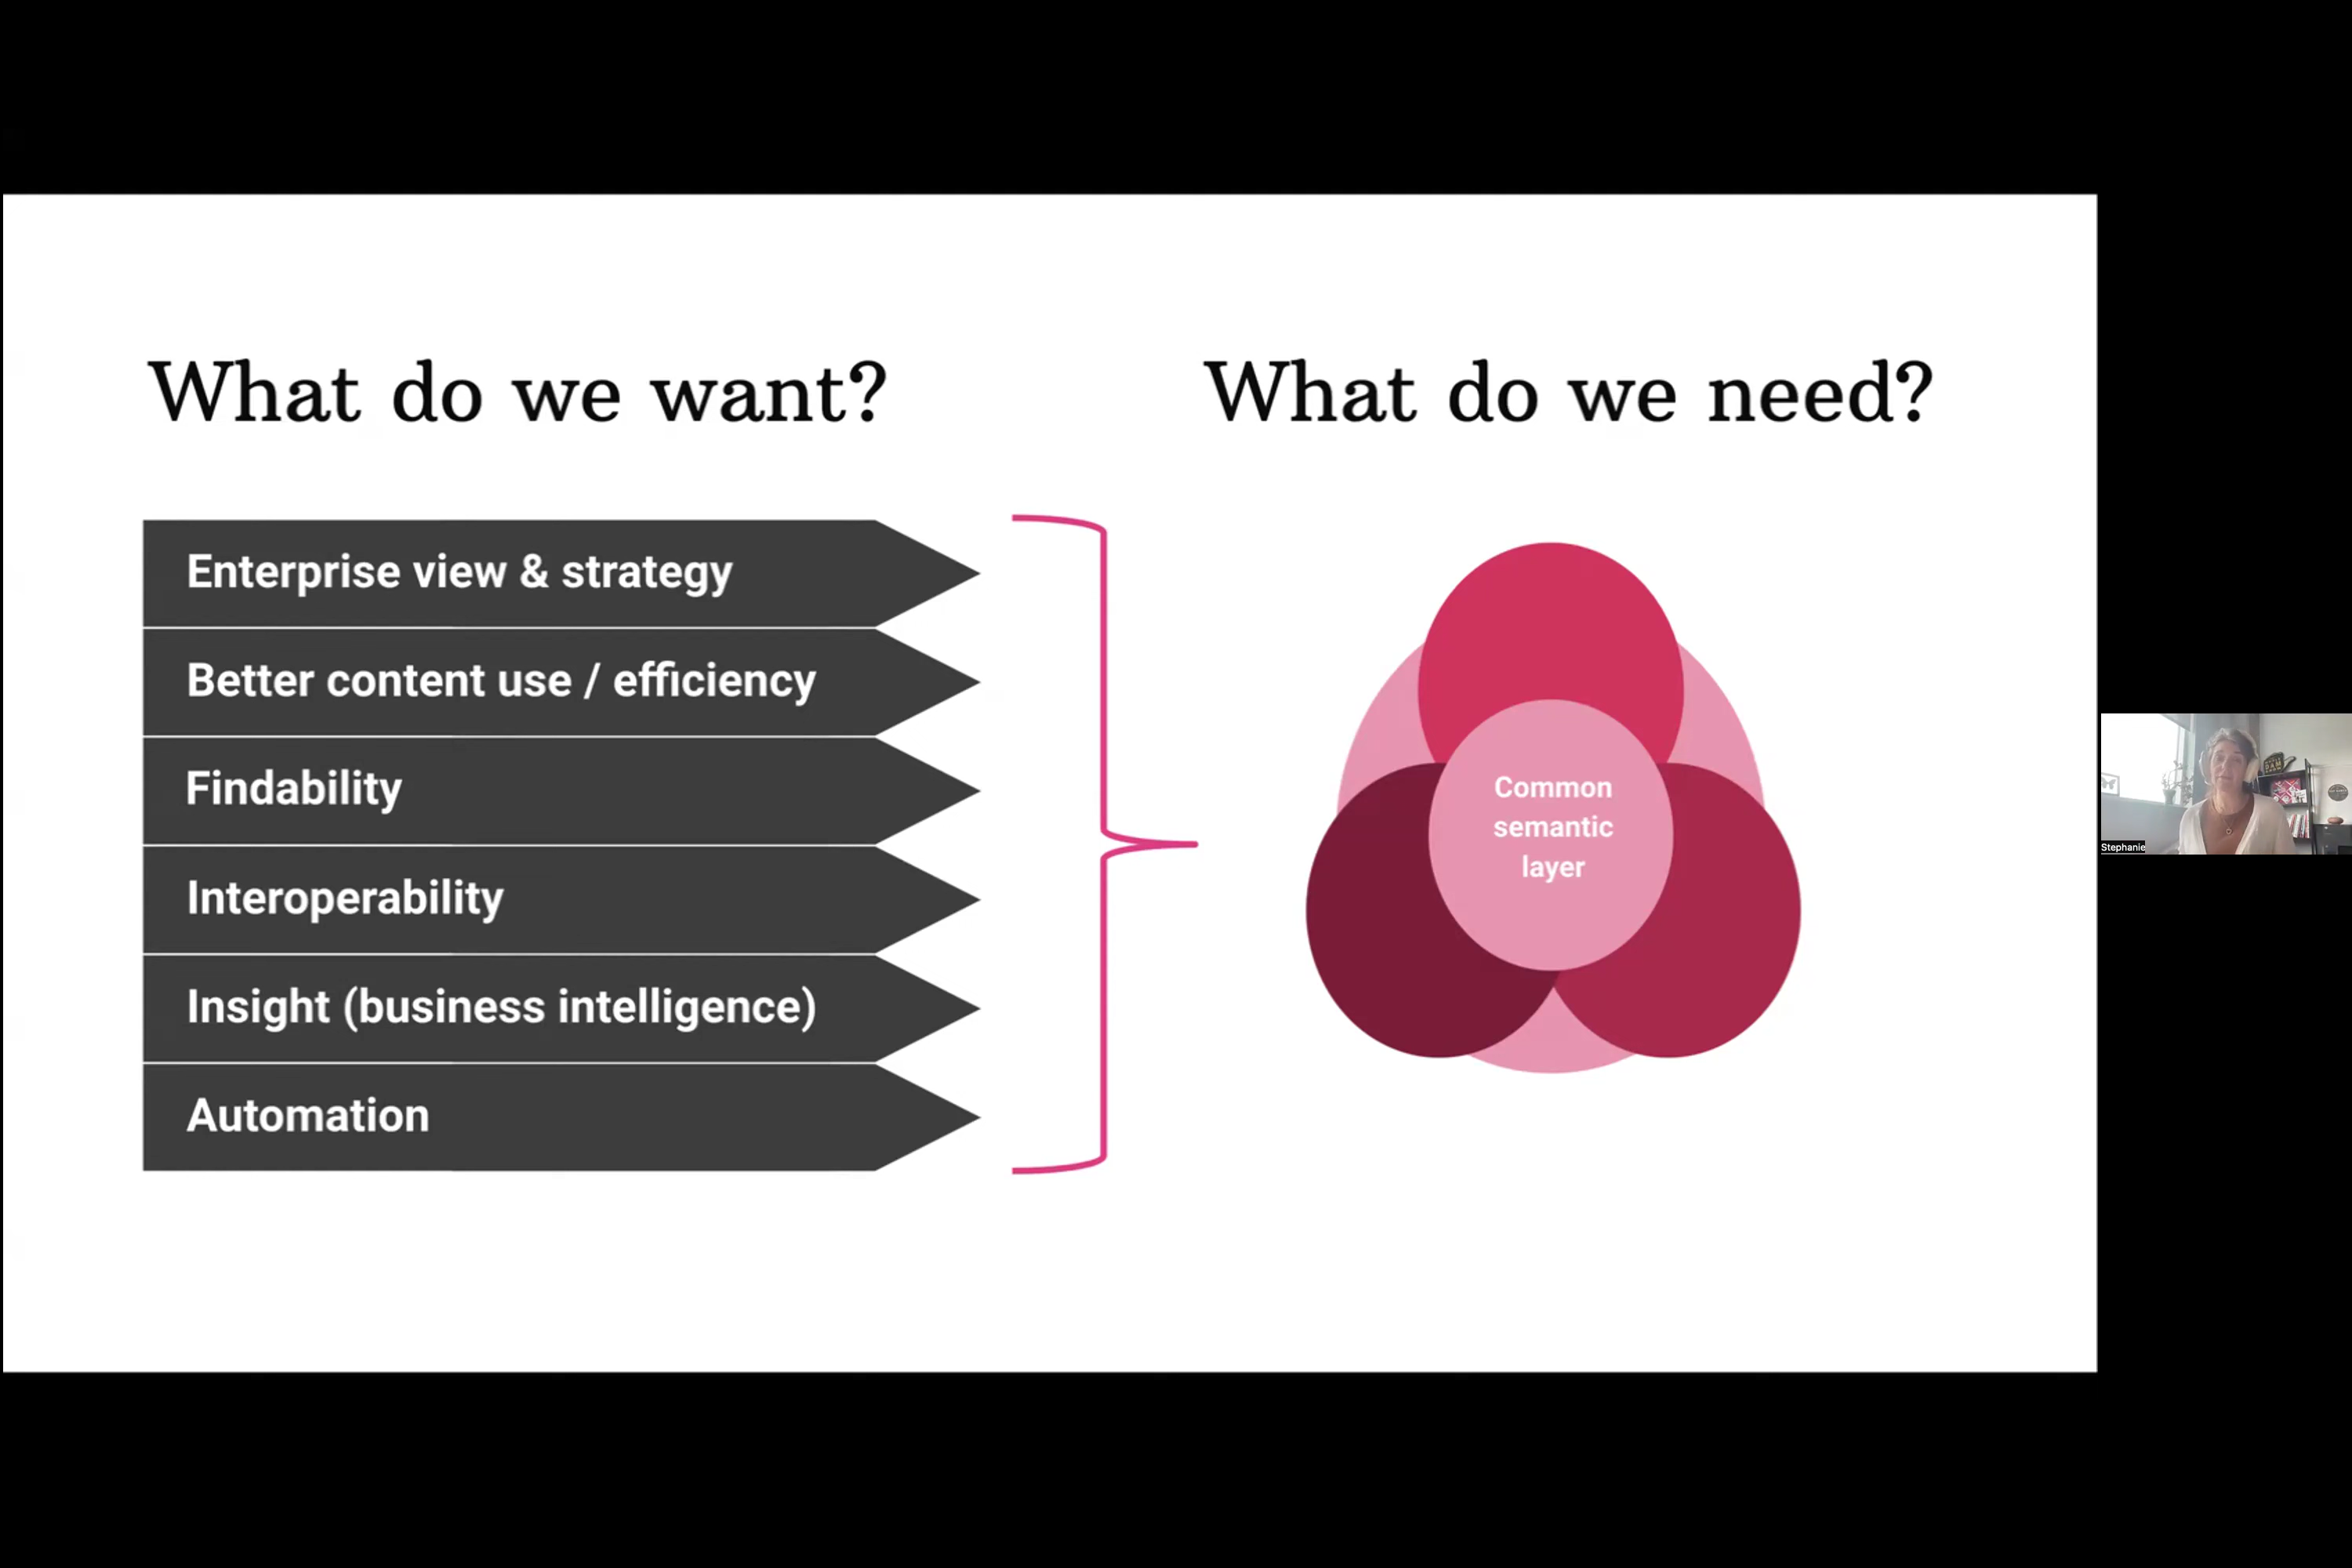 What do we want?
Enterprise view & strategy
Better content use / efficiency
Findability
Interoperability
Insight (business intelligence)
Automation
What do we need?
Common
semantic
layer
Stephanie